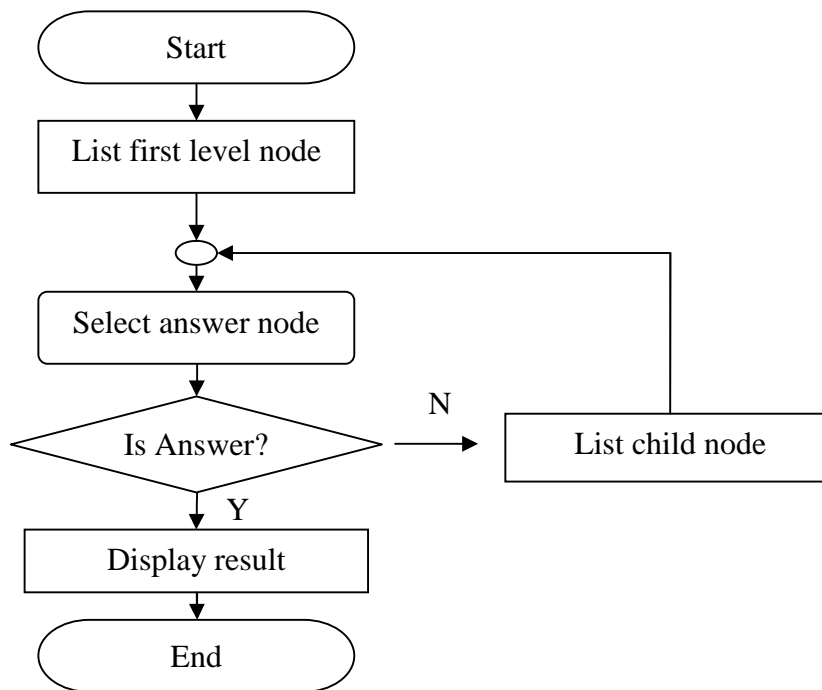 Start
List first level node
Select answer node
Is Answer?
N
List child node
Y
Display result
End